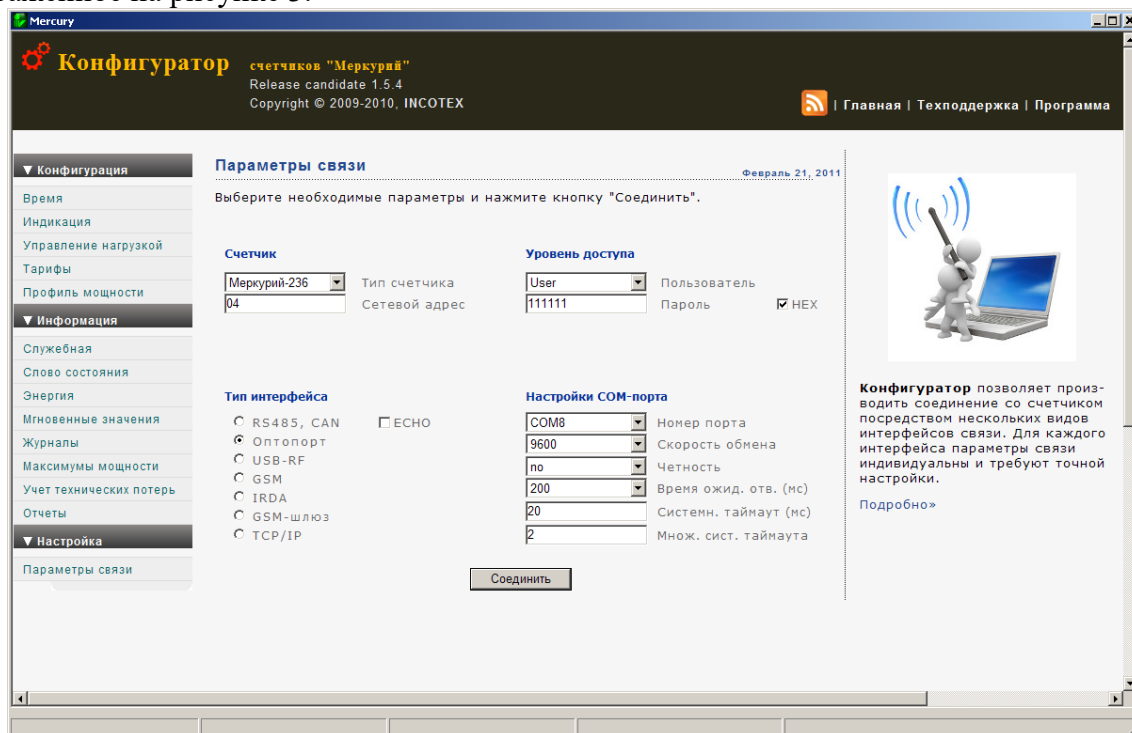 Mercury
Конфигуратор счетчиков "Меркурий"
Release candidate 1.5.4
Copyright © 2009-2010, INCOTEX
| Главная | Техподдержка | Программа
▼ Конфигурация
Время
Индикация
Управление нагрузкой
Тарифы
Профиль мощности
▼ Информация
Служебная
Слово состояния
Энергия
Мгновенные значения
Журналы
Максимумы мощности
Учет технических потерь
Отчеты
▼ Настройка
Параметры связи
Параметры связи
Февраль 21, 2011
Выберите необходимые параметры и нажмите кнопку "Соединить".
Счетчик
Меркурий-236 Тип счетчика
04 Сетевой адрес
Уровень доступа
User Пользователь
111111 Пароль HEX
Тип интерфейса
RS485, CAN ECHO
Оптопорт
USB-RF
GSM
IRDA
GSM-шлюз
TCP/IP
Настройки COM-порта
COM8 Номер порта
9600 Скорость обмена
no Четность
200 Время ожид. отв. (мс)
20 Системн. таймаут (мс)
2 Множ. сист. таймаута
Соединить
Конфигуратор позволяет произ-
водить соединение со счетчиком
посредством нескольких видов
интерфейсов связи. Для каждого
интерфейса параметры связи
индивидуальны и требуют точной
настройки.
Подробно»